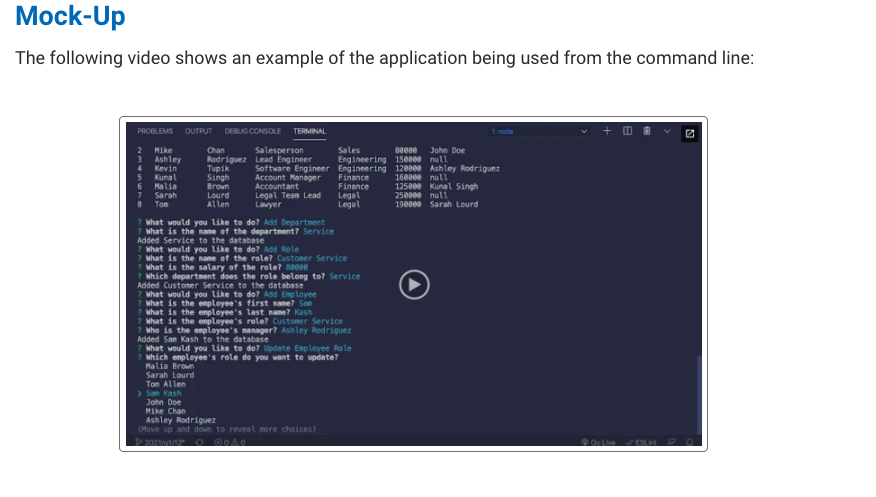 Mock-Up
The following video shows an example of the application being used from the command line:
PROBLEMS OUTPUT DEBUG CONSOLE TERMINAL 1: node
2 Mike Chan Salesperson Sales 80000 John Doe
3 Ashley Rodriguez Lead Engineer Engineering 150000 null
4 Kevin Tupik Software Engineer Engineering 120000 Ashley Rodriguez
5 Kunal Singh Account Manager Finance 160000 null
6 Malia Brown Accountant Finance 125000 Kunal Singh
7 Sarah Lourd Legal Team Lead Legal 250000 null
8 Tom Allen Lawyer Legal 190000 Sarah Lourd
? What would you like to do? Add Department
? What is the name of the department? Service
Added Service to the database
? What would you like to do? Add Role
? What is the name of the role? Customer Service
? What is the salary of the role? 80000
? Which department does the role belong to? Service
Added Customer Service to the database
? What would you like to do? Add Employee
? What is the employee's first name? Sam
? What is the employee's last name? Kash
? What is the employee's role? Customer Service
? Who is the employee's manager? Ashley Rodriguez
Added Sam Kash to the database
? What would you like to do? Update Employee Role
? Which employee's role do you want to update?
Malia Brown
Sarah Lourd
Tom Allen
❯ Sam Kash
John Doe
Mike Chan
Ashley Rodriguez
(Move up and down to reveal more choices)
2021/q1/12* 0 0 Go Live ESLint